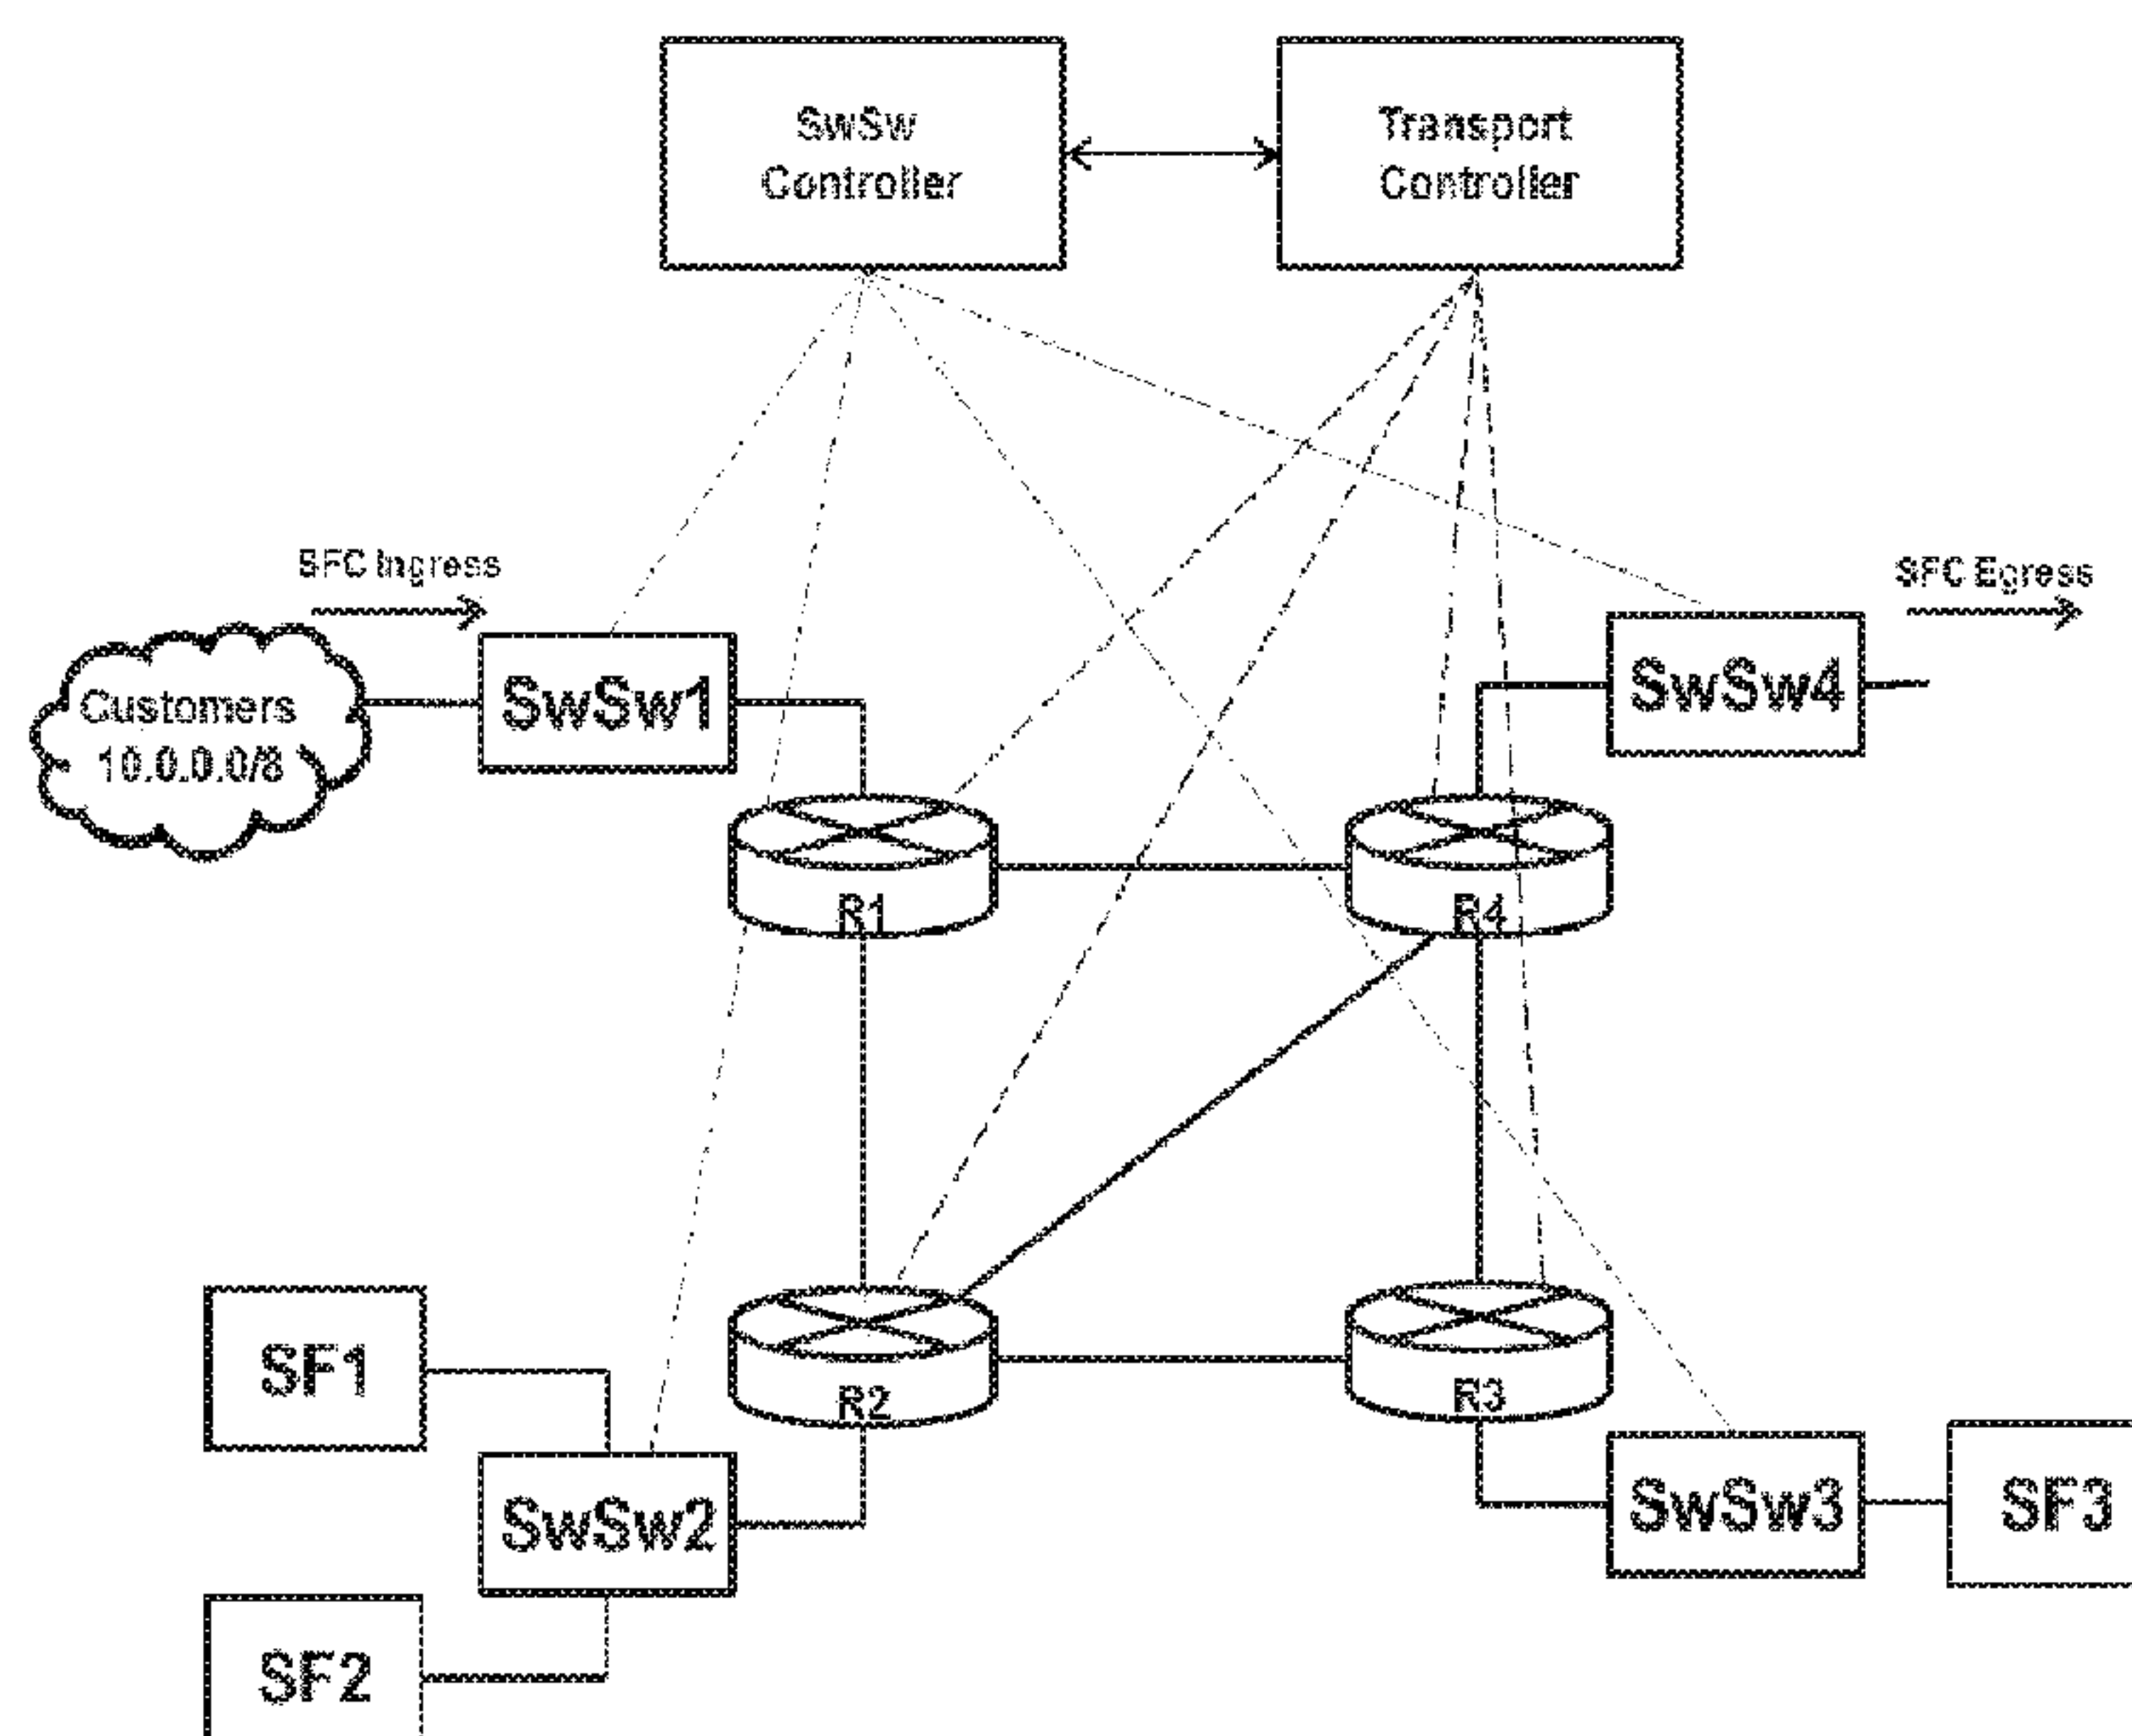 SwSw
Controller
Transport
Controller
SFC Ingress
SFC Egress
Customers
10.0.0.0/8
SwSw1
SwSw4
R1
R4
SF1
R2
R3
SwSw2
SwSw3
SF3
SF2